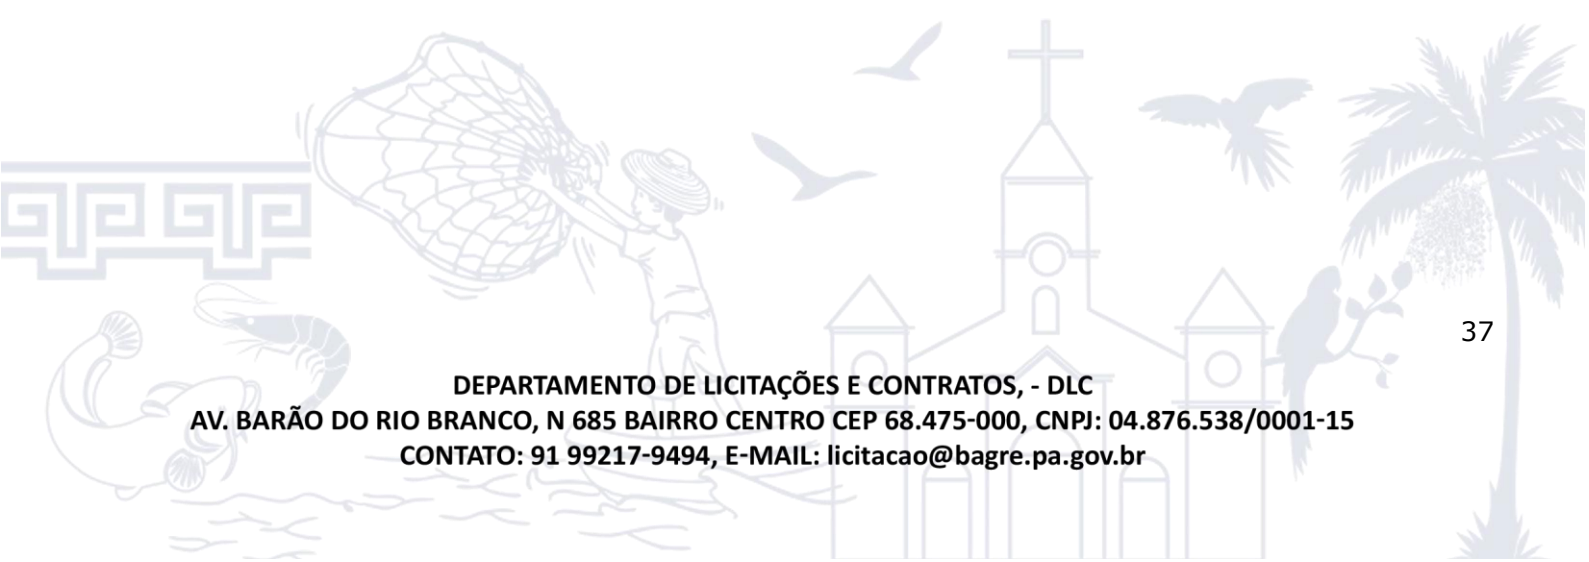 37
DEPARTAMENTO DE LICITAÇÕES E CONTRATOS, - DLC
AV. BARÃO DO RIO BRANCO, N 685 BAIRRO CENTRO CEP 68.475-000, CNPJ: 04.876.538/0001-15
CONTATO: 91 99217-9494, E-MAIL: licitacao@bagre.pa.gov.br